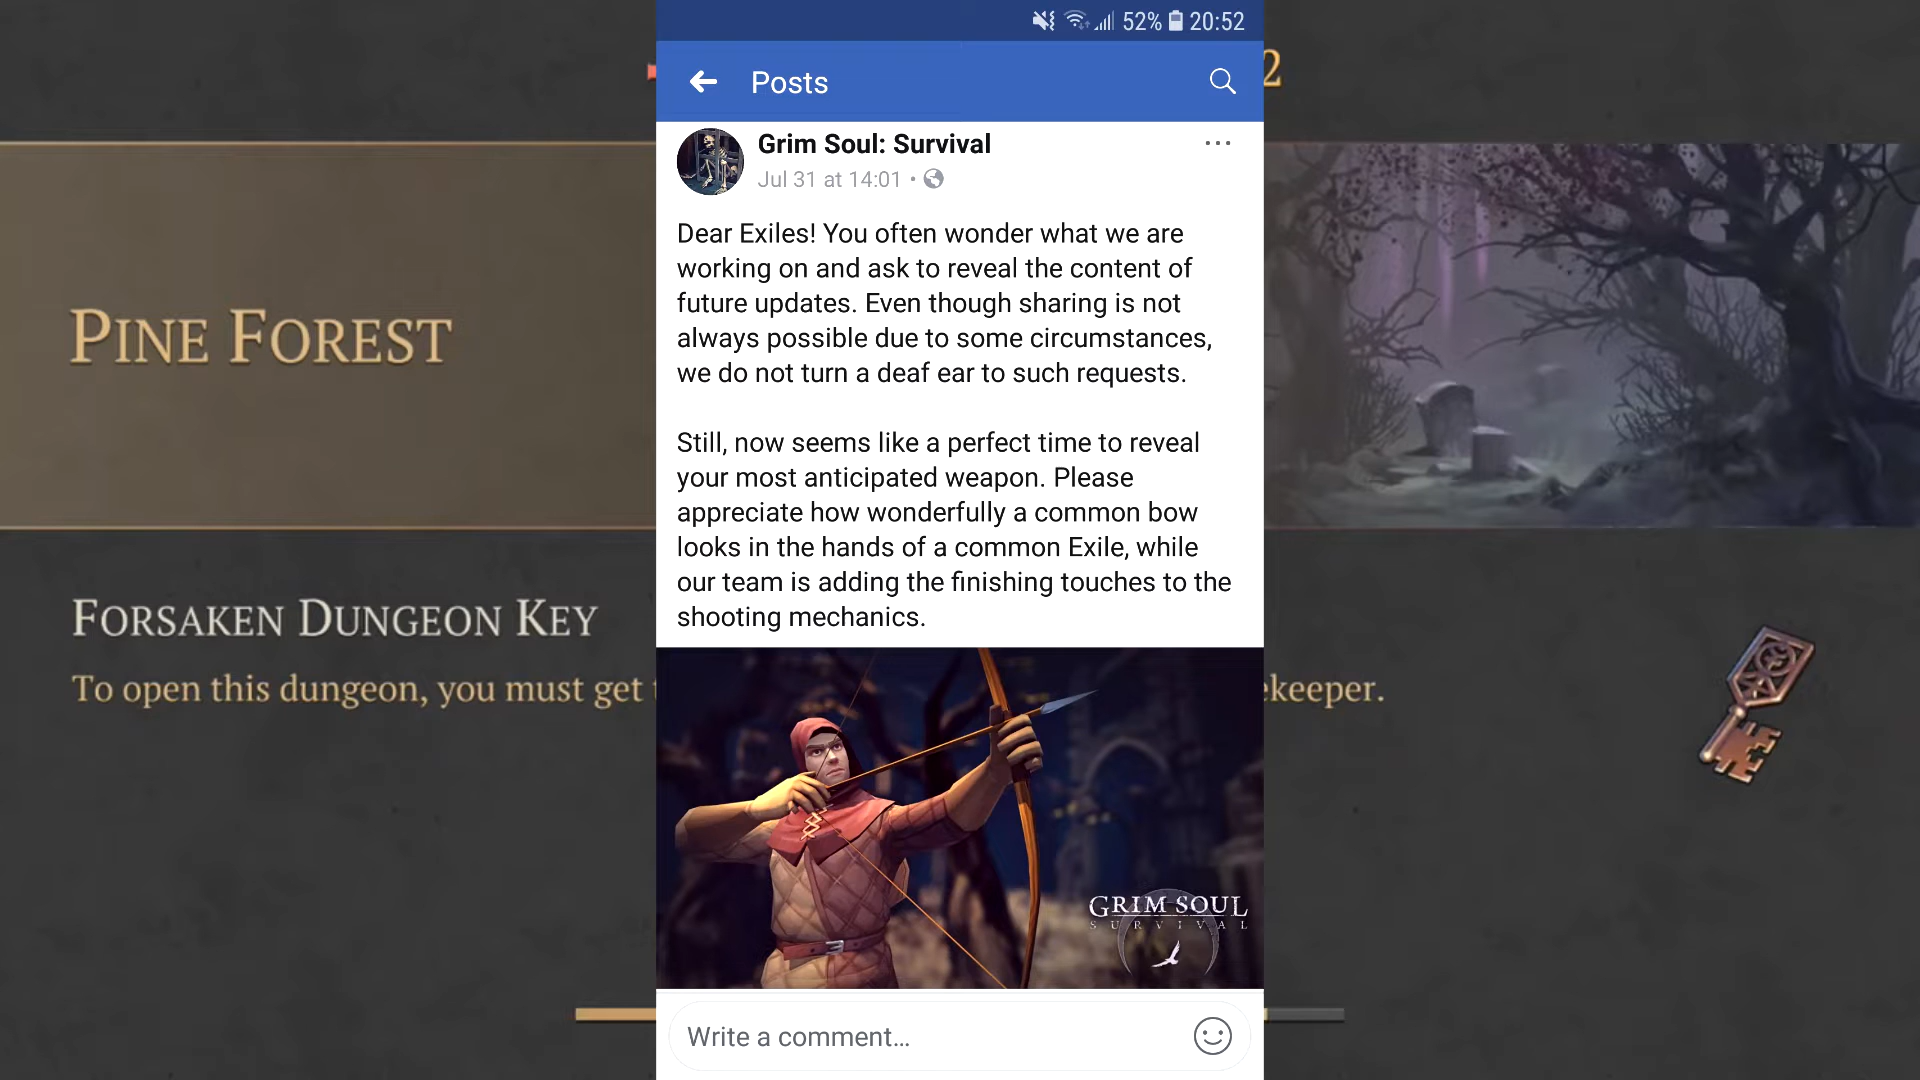 52% 20:52
Posts
2
Grim Soul: Survival
Jul 31 at 14:01 •
Dear Exiles! You often wonder what we are
working on and ask to reveal the content of
future updates. Even though sharing is not
always possible due to some circumstances,
we do not turn a deaf ear to such requests.
Still, now seems like a perfect time to reveal
your most anticipated weapon. Please
appreciate how wonderfully a common bow
looks in the hands of a common Exile, while
our team is adding the finishing touches to the
shooting mechanics.
GRIM SOUL
SURVIVAL
Write a comment...
PINE FOREST
FORSAKEN DUNGEON KEY
To open this dungeon, you must get